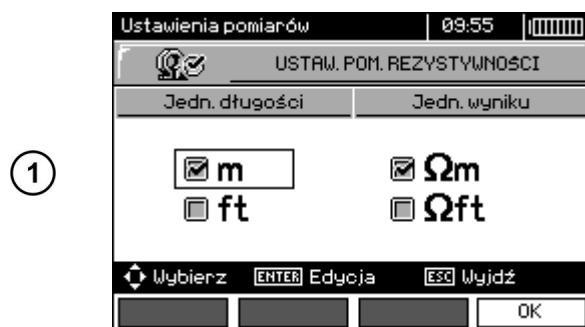 Ustawienia pomiarów 09:55
USTAW. POM. REZYSTYWNOŚCI
Jedn. długości Jedn. wyniku
1
m Ωm
ft Ωft
Wybierz ENTER Edycja ESC Wyjdź
OK